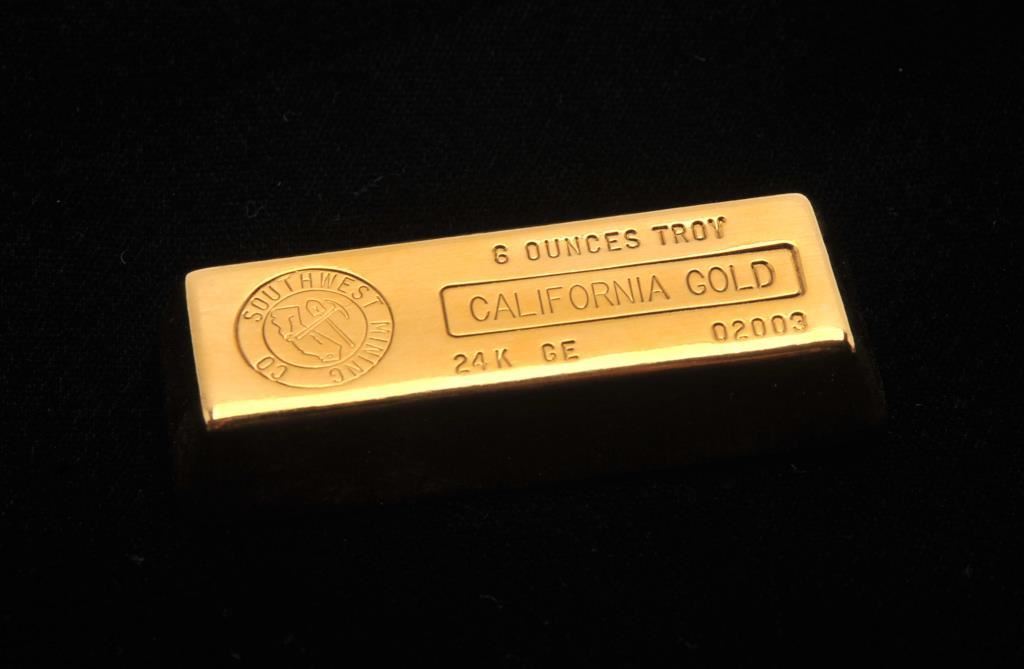 SOUTHWEST MINING CO
6 OUNCES TROY
CALIFORNIA GOLD
24K GE 02003